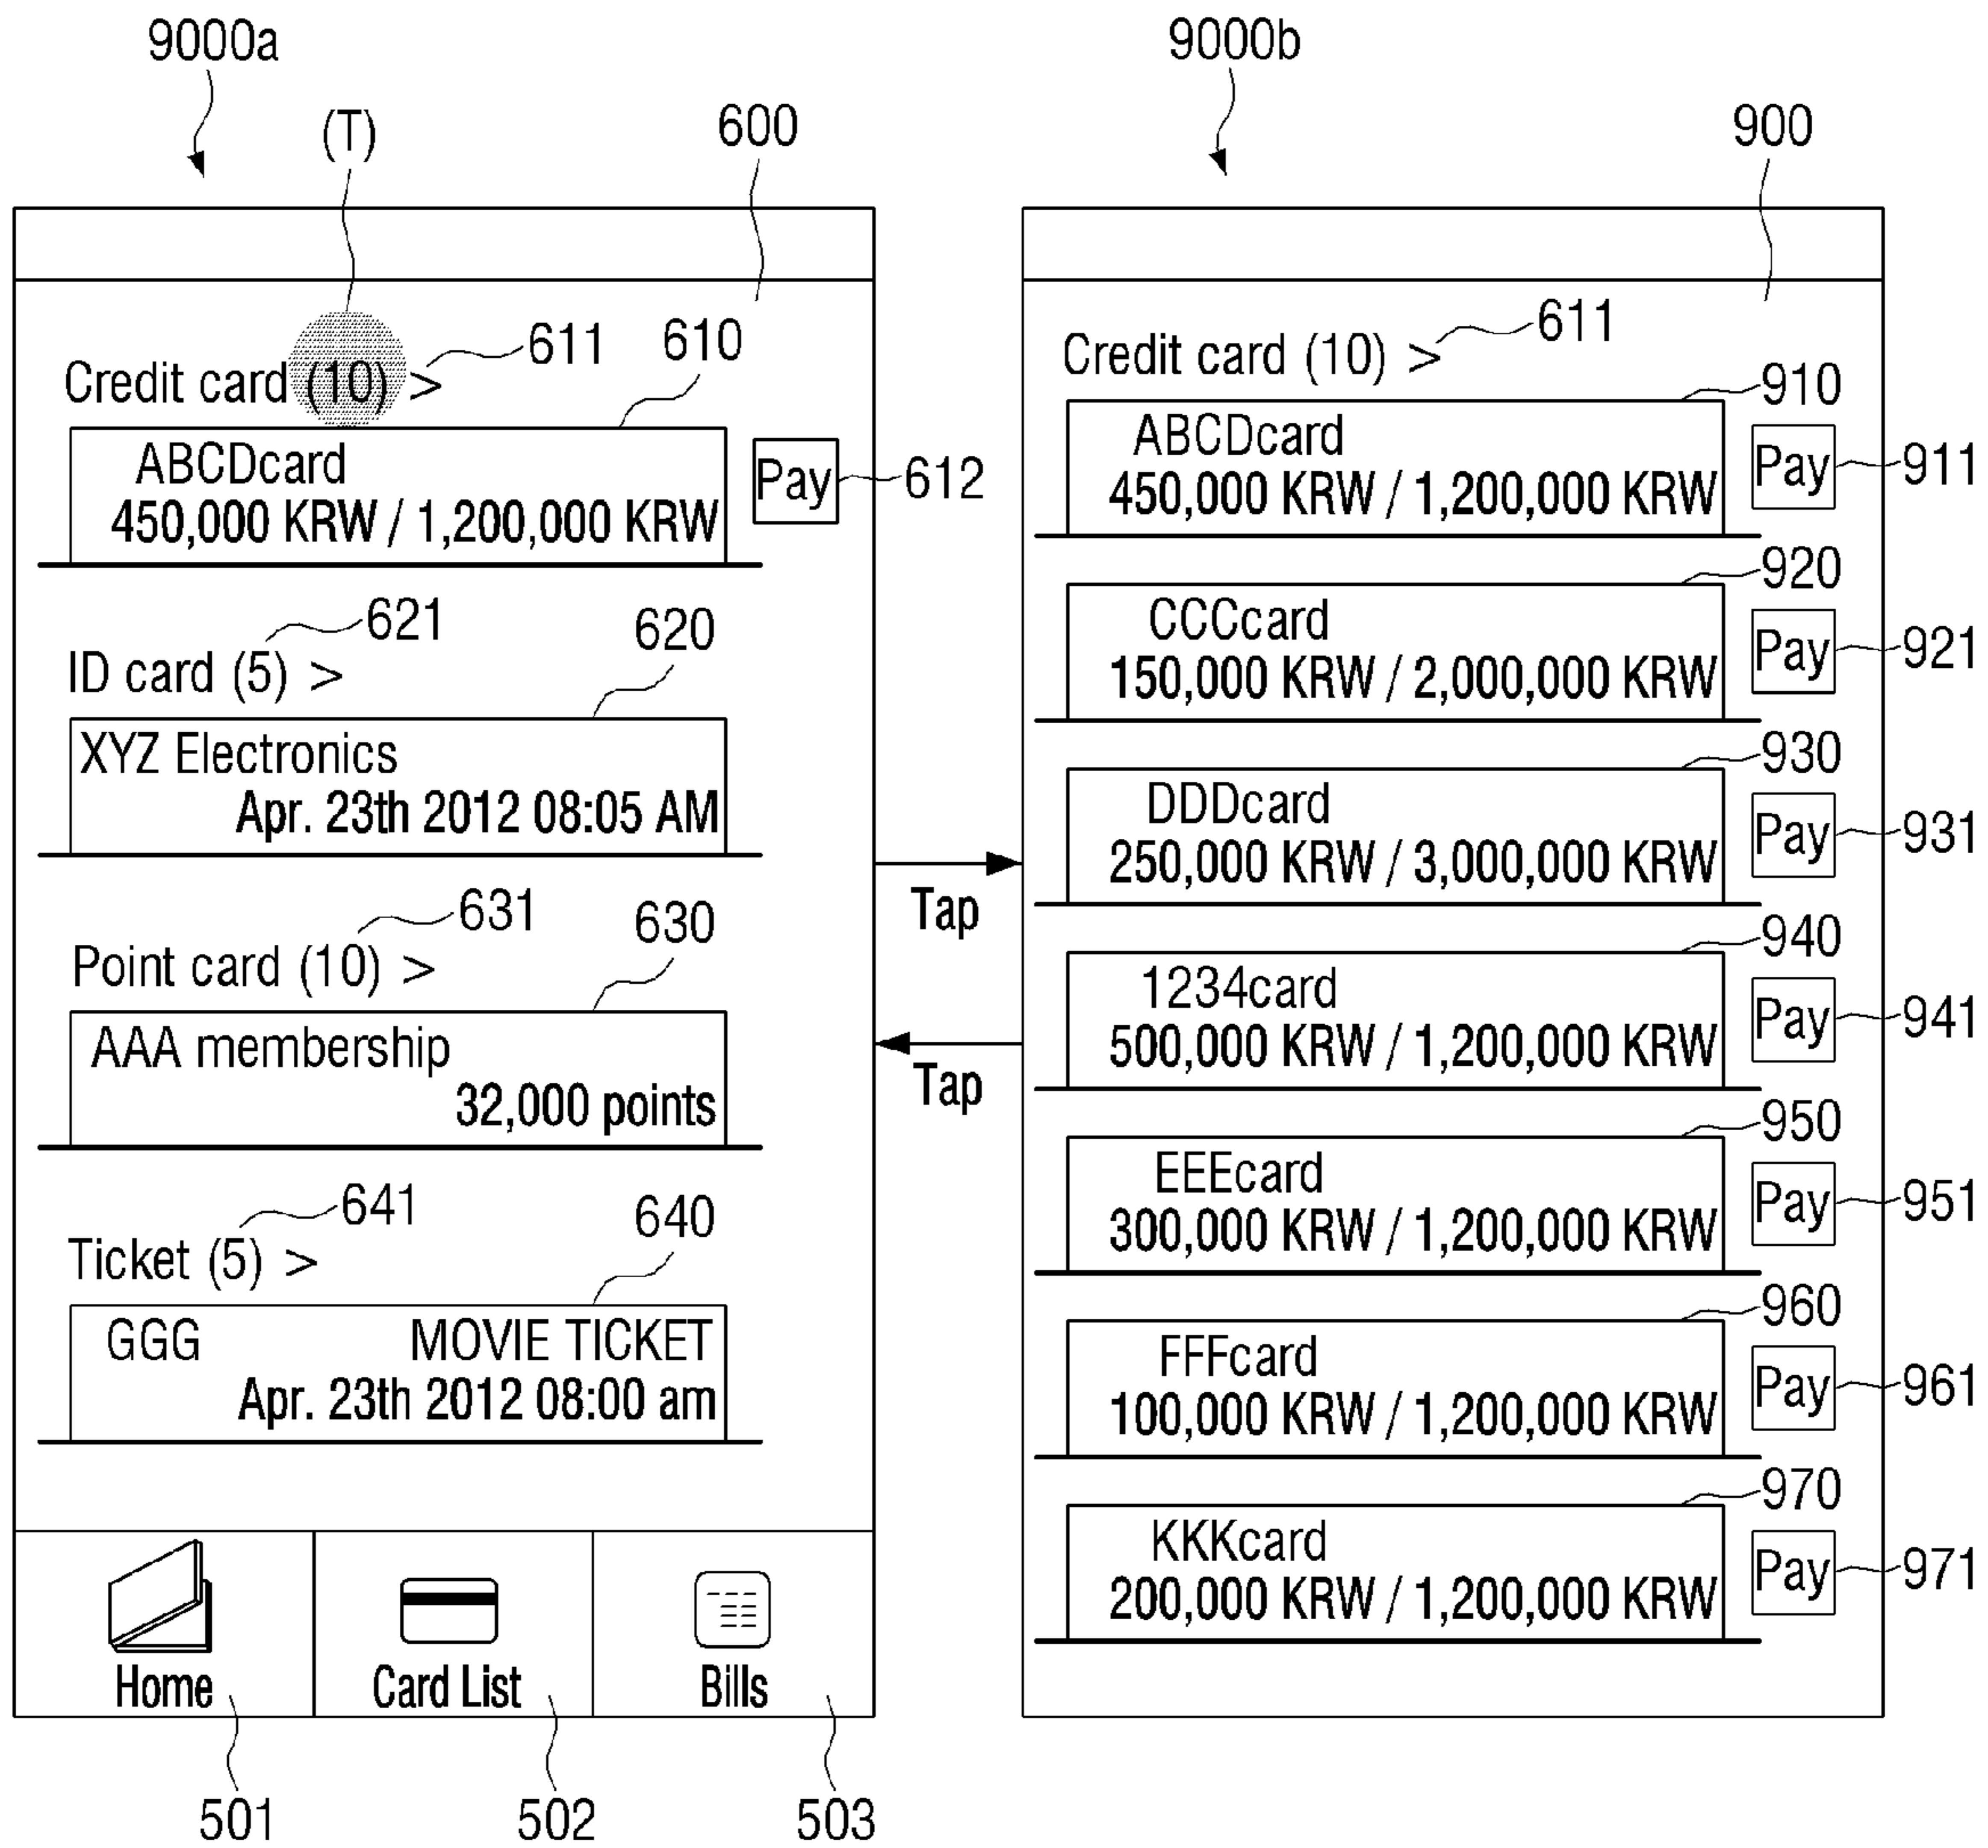 9000a
(T)
600
Credit card (10) >
611
610
ABCDcard
450,000 KRW / 1,200,000 KRW
Pay
612
621
620
ID card (5) >
XYZ Electronics
Apr. 23th 2012 08:05 AM
631
630
Point card (10) >
AAA membership
32,000 points
641
640
Ticket (5) >
GGG MOVIE TICKET
Apr. 23th 2012 08:00 am
Home
Card List
Bills
501
502
503
Tap
Tap
9000b
900
Credit card (10) >
611
910
ABCDcard
450,000 KRW / 1,200,000 KRW
Pay
911
920
CCCcard
150,000 KRW / 2,000,000 KRW
Pay
921
930
DDDcard
250,000 KRW / 3,000,000 KRW
Pay
931
940
1234card
500,000 KRW / 1,200,000 KRW
Pay
941
950
EEEcard
300,000 KRW / 1,200,000 KRW
Pay
951
960
FFFcard
100,000 KRW / 1,200,000 KRW
Pay
961
970
KKKcard
200,000 KRW / 1,200,000 KRW
Pay
971